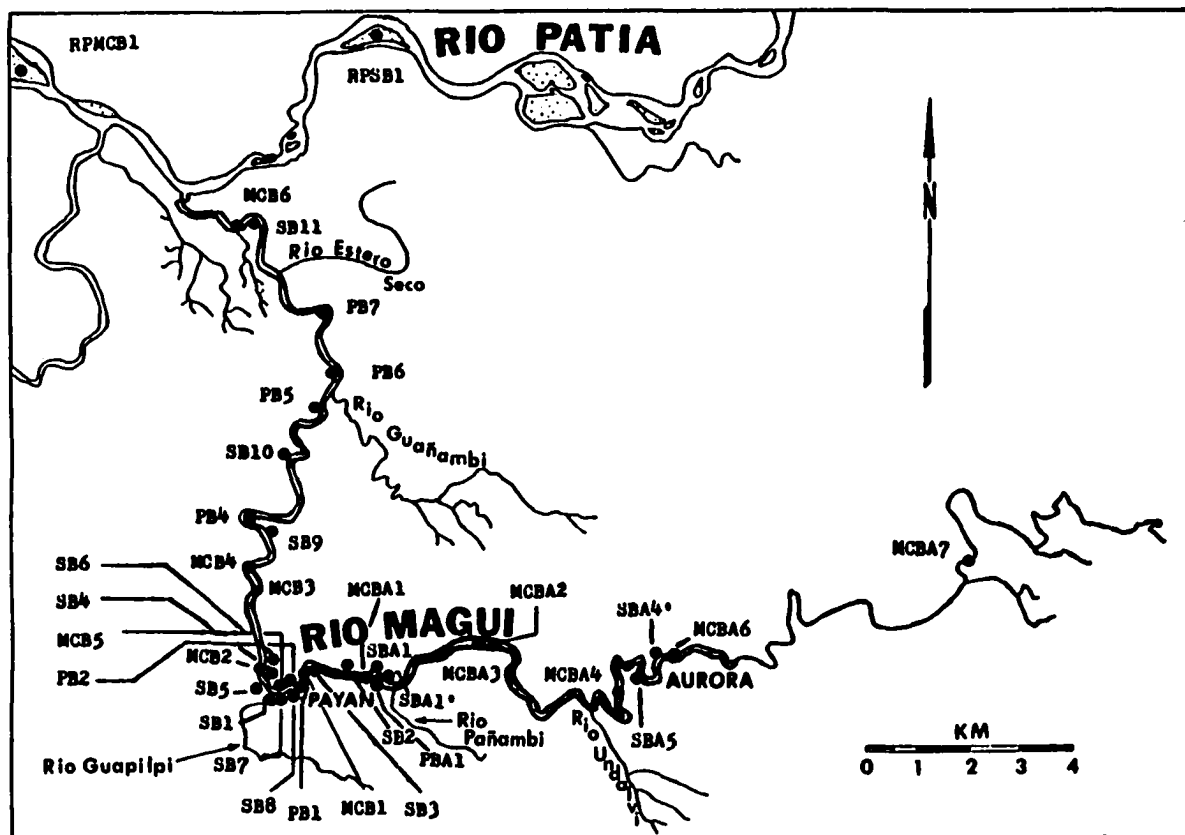 RPMCB1
RIO PATIA
RPSB1
MCB6
SB11
Rio Estero
Seco
N
PB7
PB6
PB5
Rio Guañambi
SB10
PB4
SB9
MCBA7
SB6
MCB4
MCB3
MCBA1
MCBA2
SB4
SBA4'
MCBA6
MCB5
RIO MAGUI
MCB2
SBA1
MCBA3
MCBA4
AURORA
PB2
SB5
PAYAN
SBA1'
SB1
SB2
Rio
Pañambi
SBA5
Rio Undalvi
KM
Rio Guapilpi
SB7
PBA1
0 1 2 3 4
SB8
PB1
MCB1
SB3